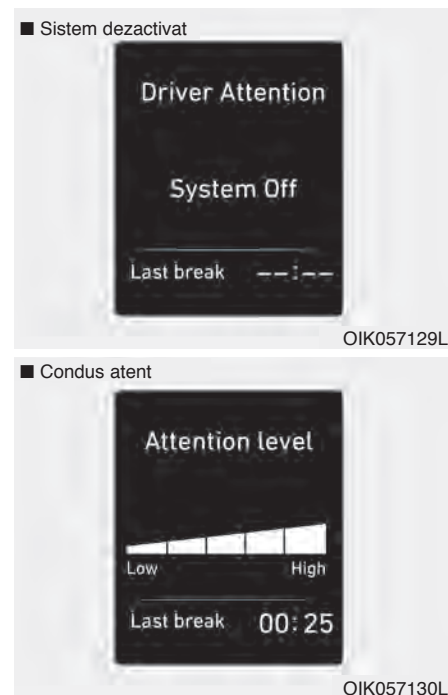 ■ Sistem dezactivat
Driver Attention
System Off
Last break --:--
OIK057129L
■ Condus atent
Attention level
Low High
Last break 00:25
OIK057130L